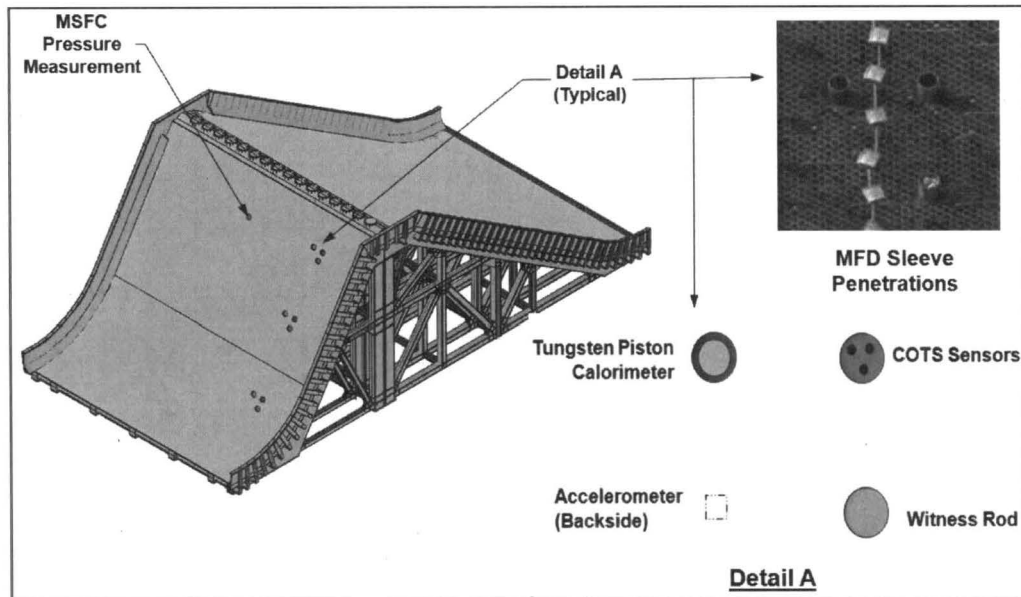 MSFC
Pressure
Measurement
Detail A
(Typical)
MFD Sleeve
Penetrations
Tungsten Piston
Calorimeter
COTS Sensors
Accelerometer
(Backside)
Witness Rod
Detail A